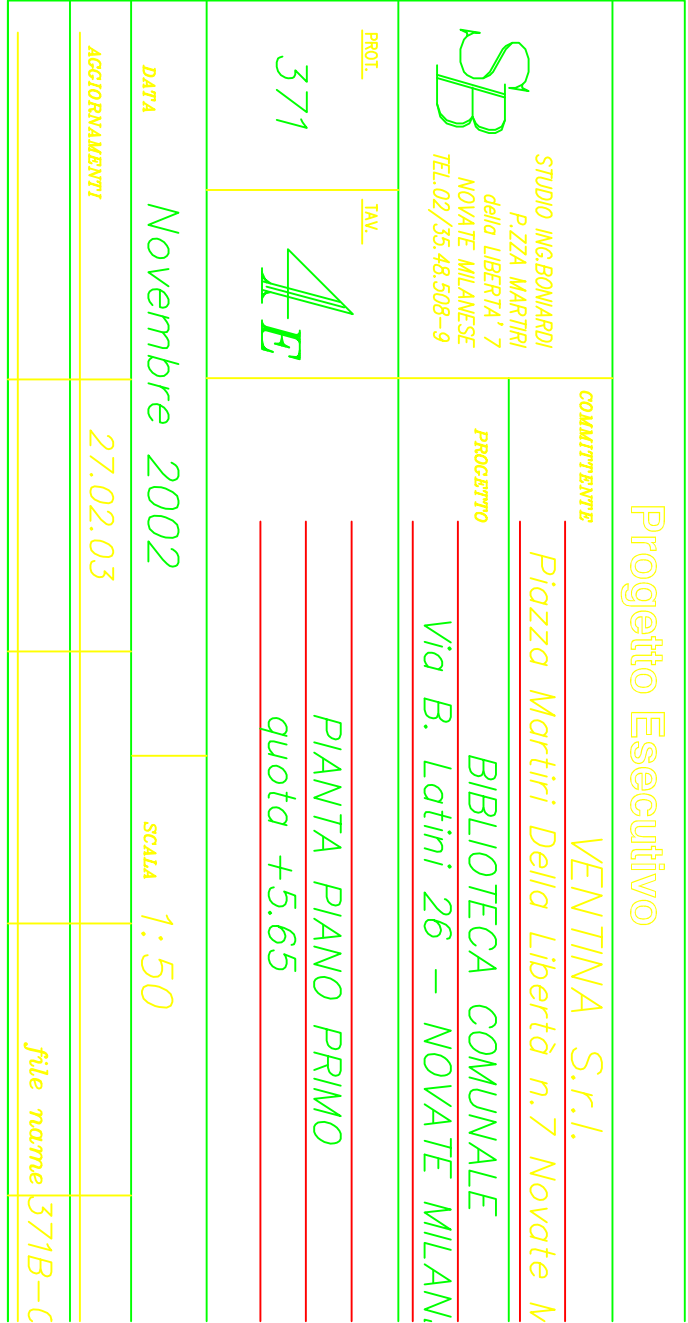 Progetto Esecutivo
SB
STUDIO ING.BONIARDI
P.ZZA MARTIRI
della LIBERTA' 7
NOVATE MILANESE
TEL.02/35.48.508-9
COMMITTENTE
VENTINA S.r.l.
Piazza Martiri Della Libertà n.7 Novate M
PROGETTO
BIBLIOTECA COMUNALE
Via B. Latini 26 - NOVATE MILAN.
PROT.
371
TAV.
4E
PIANTA PIANO PRIMO
quota +5.65
DATA
Novembre 2002
SCALA
1:50
AGGIORNAMENTI
27.02.03
file name 371B-